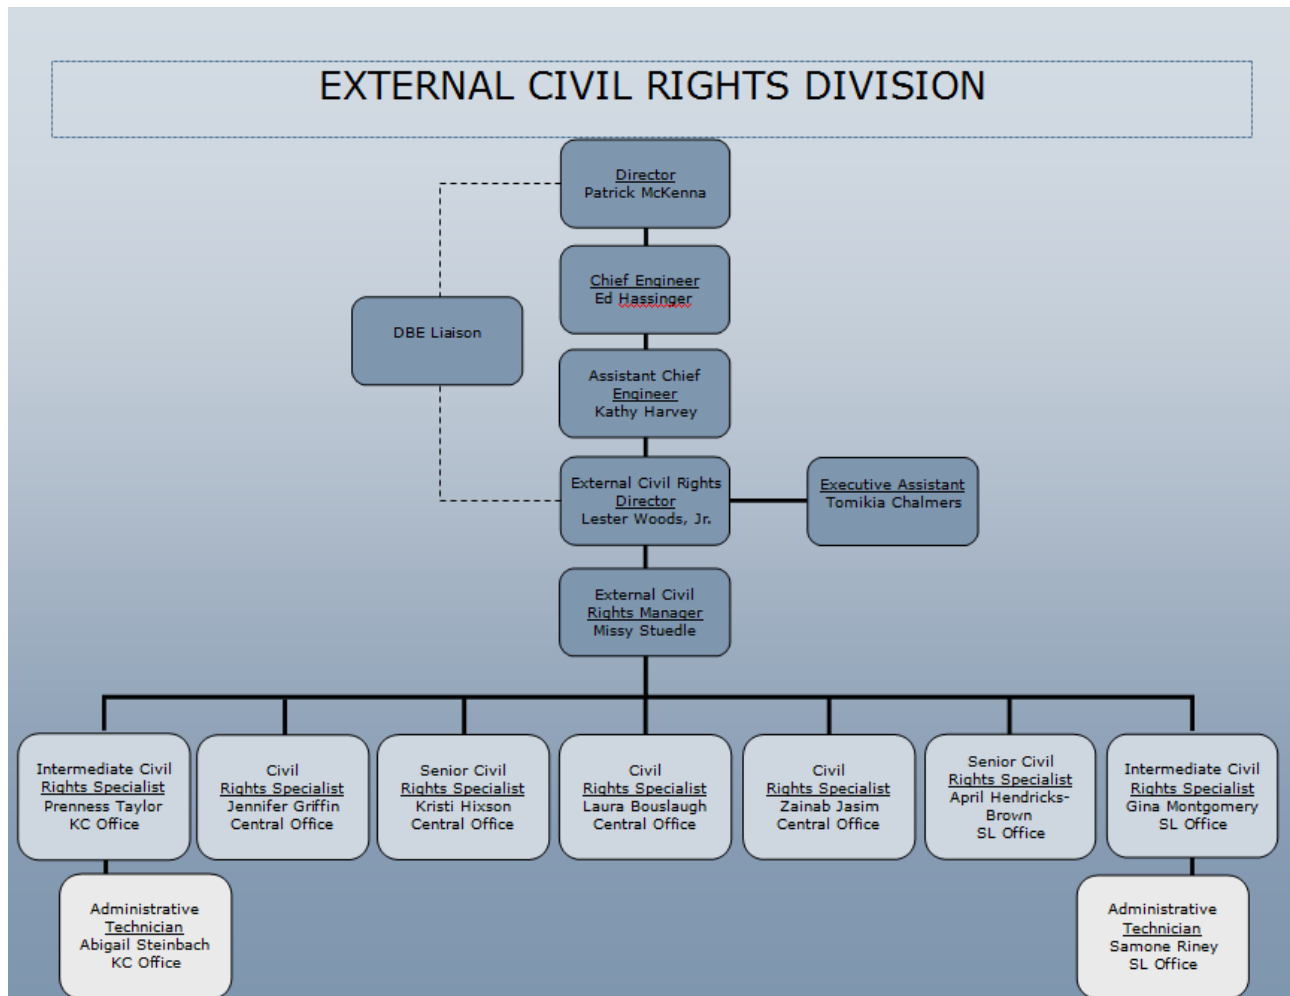 EXTERNAL CIVIL RIGHTS DIVISION
Director
Patrick McKenna
Chief Engineer
Ed Hassinger
DBE Liaison
Assistant Chief
Engineer
Kathy Harvey
External Civil Rights
Director
Lester Woods, Jr.
Executive Assistant
Tomikia Chalmers
External Civil
Rights Manager
Missy Stuedle
Intermediate Civil
Rights Specialist
Prenness Taylor
KC Office
Civil
Rights Specialist
Jennifer Griffin
Central Office
Senior Civil
Rights Specialist
Kristi Hixson
Central Office
Civil
Rights Specialist
Laura Bouslaugh
Central Office
Civil
Rights Specialist
Zainab Jasim
Central Office
Senior Civil
Rights Specialist
April Hendricks-
Brown
SL Office
Intermediate Civil
Rights Specialist
Gina Montgomery
SL Office
Administrative
Technician
Abigail Steinbach
KC Office
Administrative
Technician
Samone Riney
SL Office